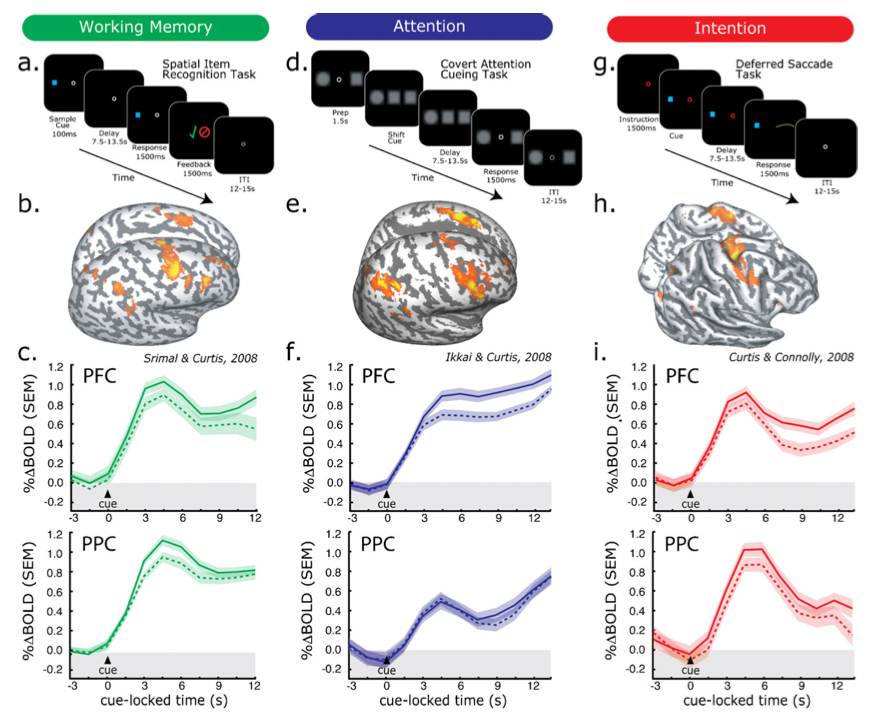 Working Memory
Attention
Intention
a.
Spatial Item
Recognition Task
Sample
Cue
100ms
Delay
7.5-13.5s
Response
1500ms
Feedback
1500ms
ITI
12-15s
Time
d.
Covert Attention
Cueing Task
Prep
1.5s
Shift
Cue
Delay
7.5-13.5s
Response
1500ms
ITI
12-15s
Time
g.
Deferred Saccade
Task
Instruction
1500ms
Cue
Delay
7.5-13.5s
Response
1500ms
ITI
12-15s
Time
b.
e.
h.
c.
Srimal & Curtis, 2008
PFC
%ΔBOLD (SEM)
1.2
1.0
0.8
0.6
0.4
0.2
0.0
-0.2
cue
-3 0 3 6 9 12
PPC
%ΔBOLD (SEM)
1.2
1.0
0.8
0.6
0.4
0.2
0.0
-0.2
cue
-3 0 3 6 9 12
cue-locked time (s)
f.
Ikkai & Curtis, 2008
PFC
%ΔBOLD (SEM)
1.2
1.0
0.8
0.6
0.4
0.2
0.0
-0.2
cue
-3 0 3 6 9 12
PPC
%ΔBOLD (SEM)
1.2
1.0
0.8
0.6
0.4
0.2
0.0
-0.2
cue
-3 0 3 6 9 12
cue-locked time (s)
i.
Curtis & Connolly, 2008
PFC
%ΔBOLD (SEM)
1.2
1.0
0.8
0.6
0.4
0.2
0.0
-0.2
cue
-3 0 3 6 9 12
PPC
%ΔBOLD (SEM)
1.2
1.0
0.8
0.6
0.4
0.2
0.0
-0.2
cue
-3 0 3 6 9 12
cue-locked time (s)